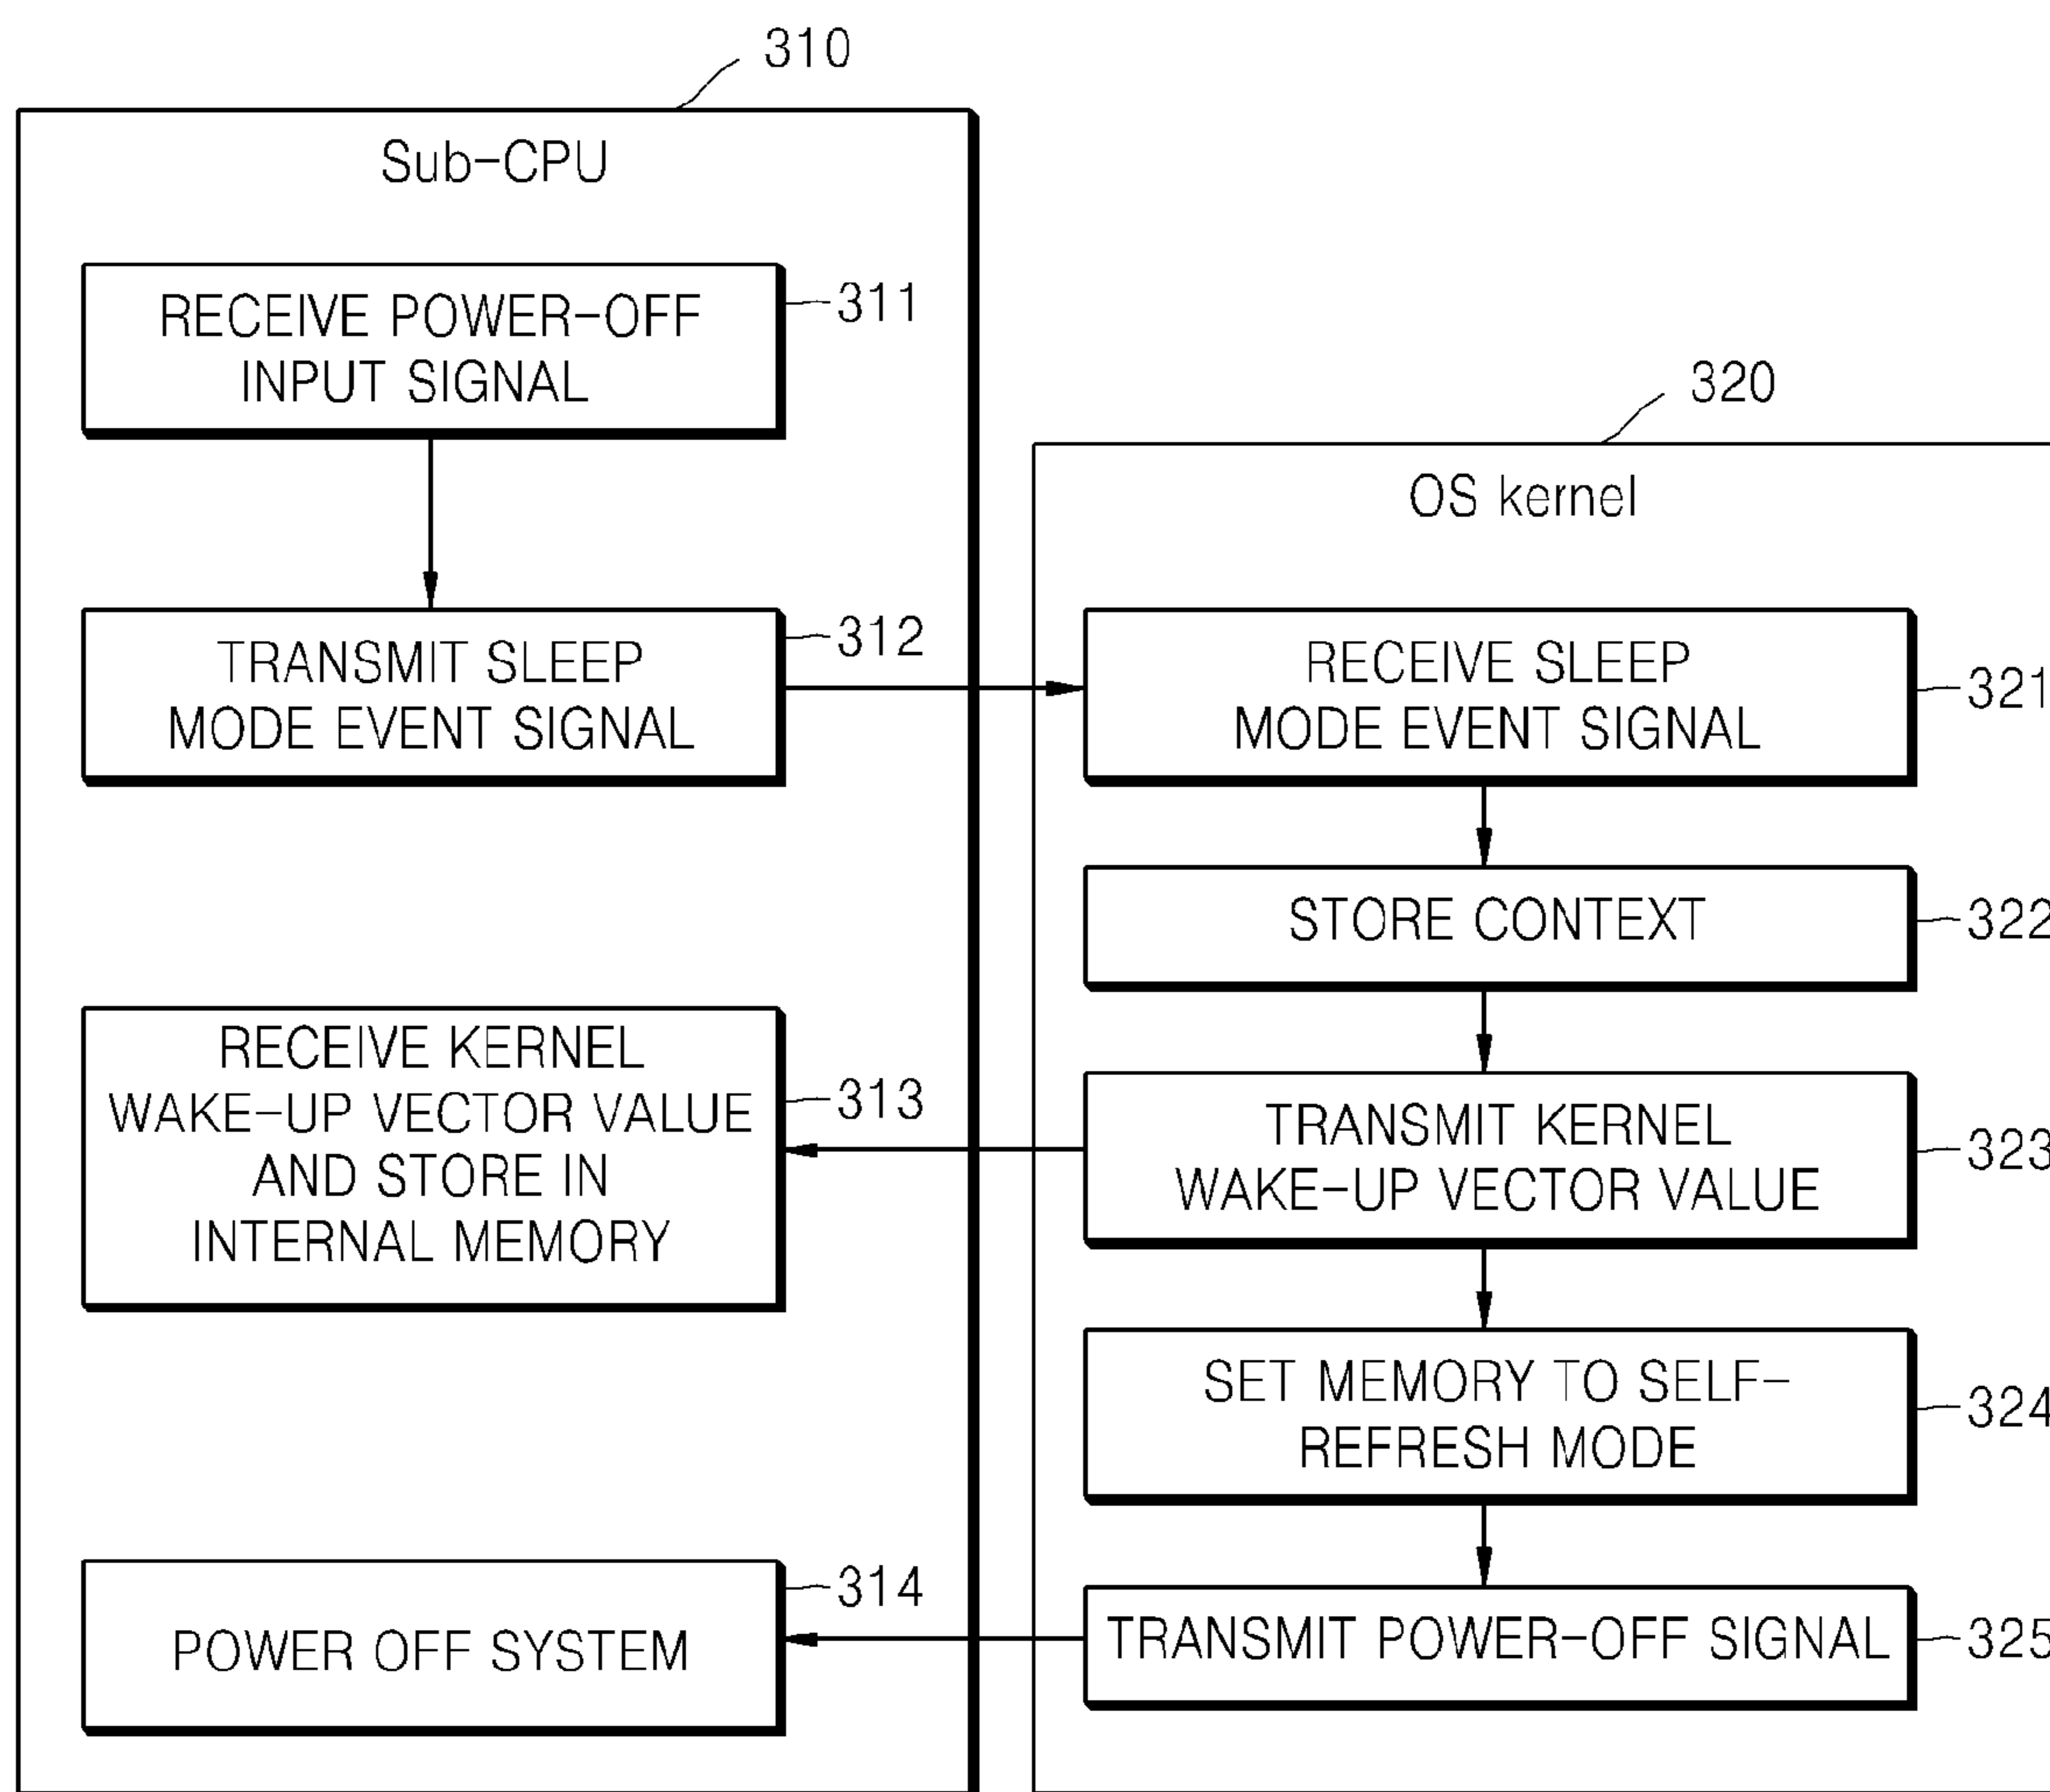 310
Sub-CPU
RECEIVE POWER-OFF
INPUT SIGNAL
311
320
OS kernel
TRANSMIT SLEEP
MODE EVENT SIGNAL
312
RECEIVE SLEEP
MODE EVENT SIGNAL
321
STORE CONTEXT
322
RECEIVE KERNEL
WAKE-UP VECTOR VALUE
AND STORE IN
INTERNAL MEMORY
313
TRANSMIT KERNEL
WAKE-UP VECTOR VALUE
323
SET MEMORY TO SELF-
REFRESH MODE
324
POWER OFF SYSTEM
314
TRANSMIT POWER-OFF SIGNAL
325